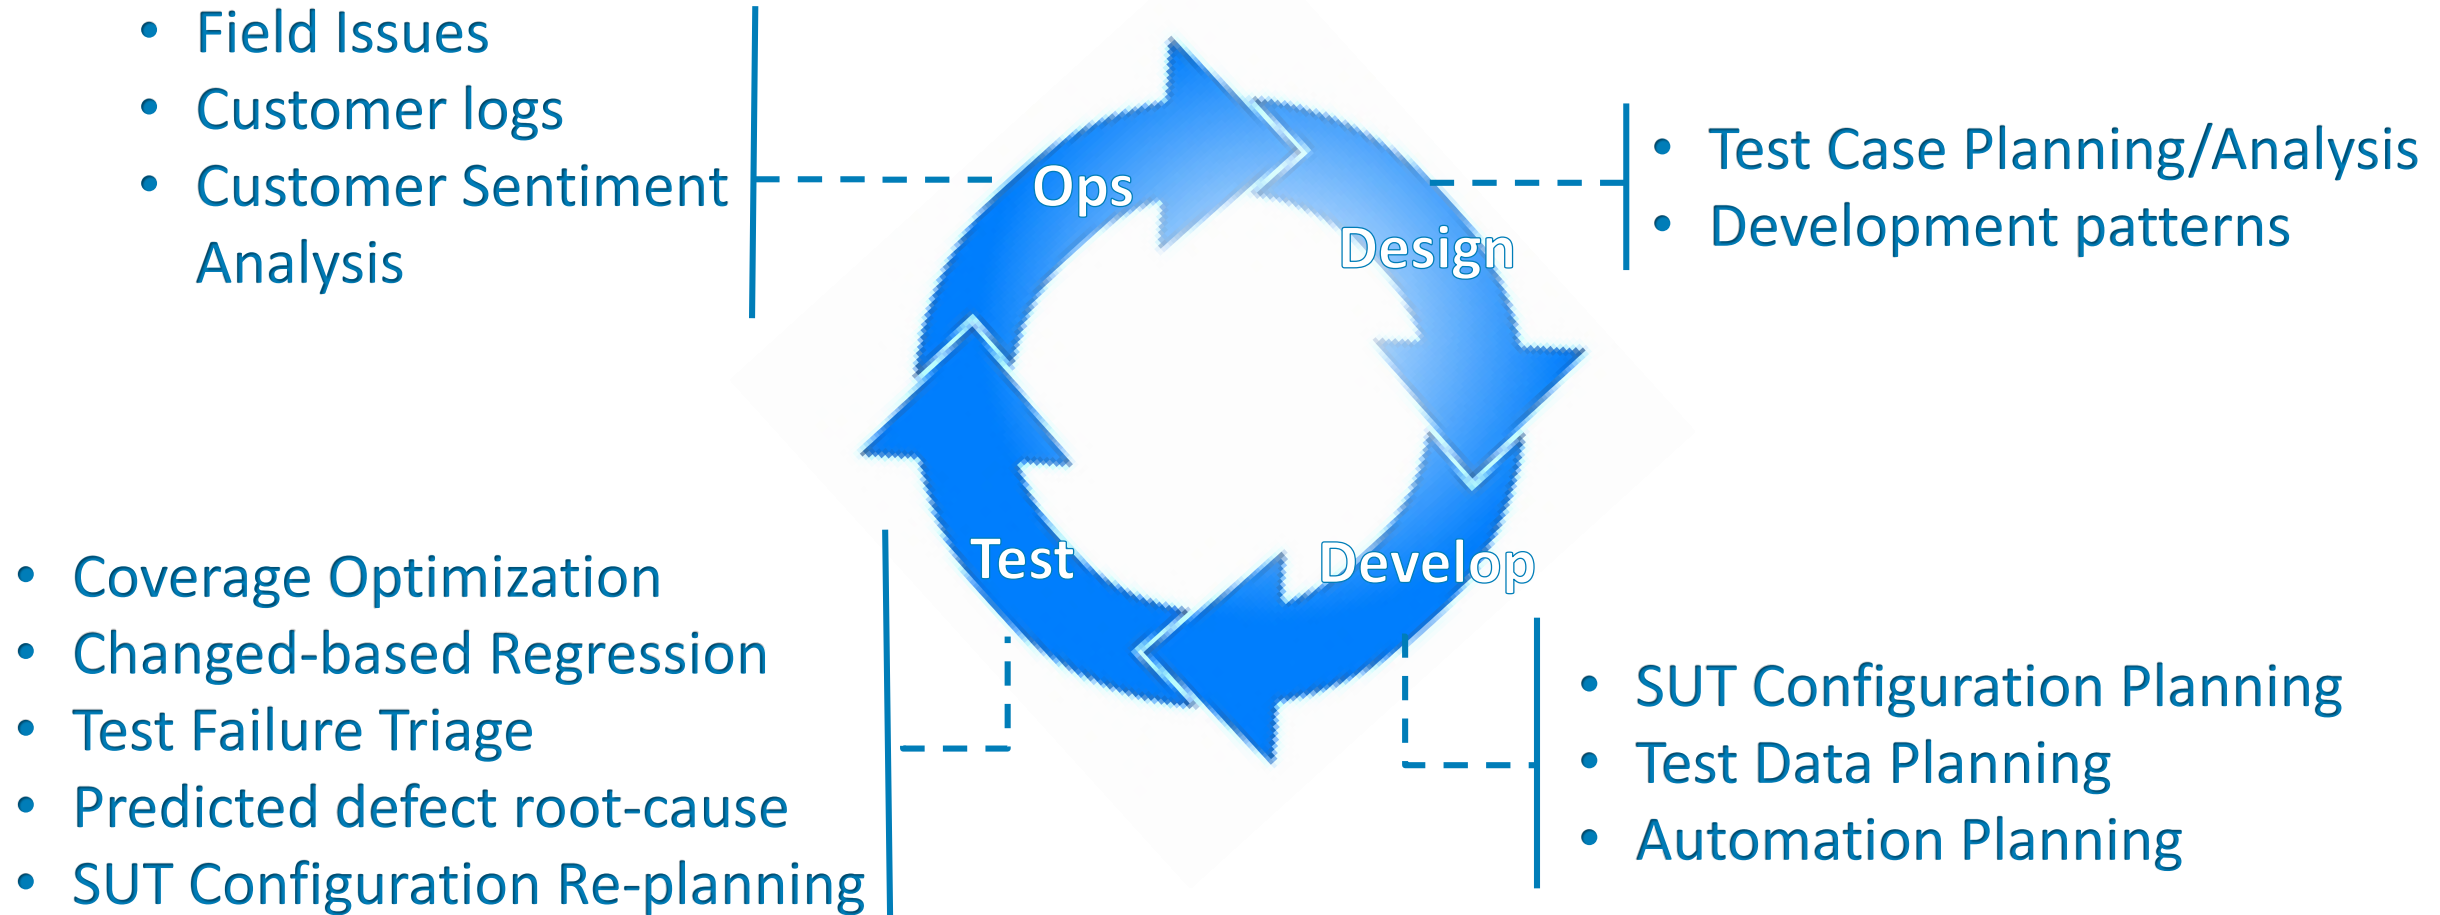 • Field Issues
• Customer logs
• Customer Sentiment
Analysis
Ops
Design
• Test Case Planning/Analysis
• Development patterns
Test
Develop
• Coverage Optimization
• Changed-based Regression
• Test Failure Triage
• Predicted defect root-cause
• SUT Configuration Re-planning
• SUT Configuration Planning
• Test Data Planning
• Automation Planning